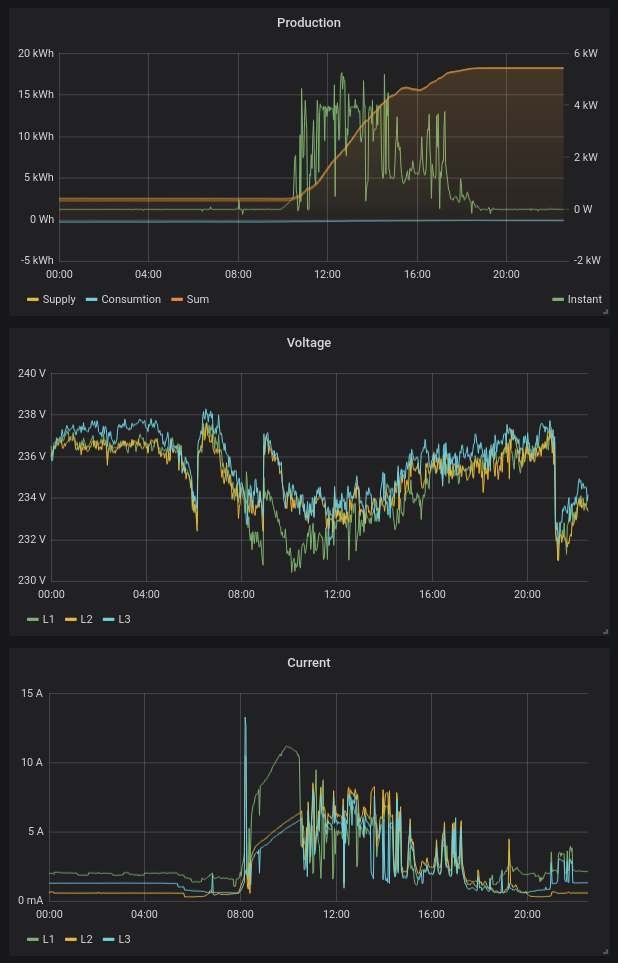 Production
20 kWh 6 kW
15 kWh 4 kW
10 kWh
5 kWh 2 kW
0 Wh 0 W
-5 kWh -2 kW
00:00 04:00 08:00 12:00 16:00 20:00
Supply Consumtion Sum Instant
Voltage
240 V
238 V
236 V
234 V
232 V
230 V
00:00 04:00 08:00 12:00 16:00 20:00
L1 L2 L3
Current
15 A
10 A
5 A
0 mA
00:00 04:00 08:00 12:00 16:00 20:00
L1 L2 L3